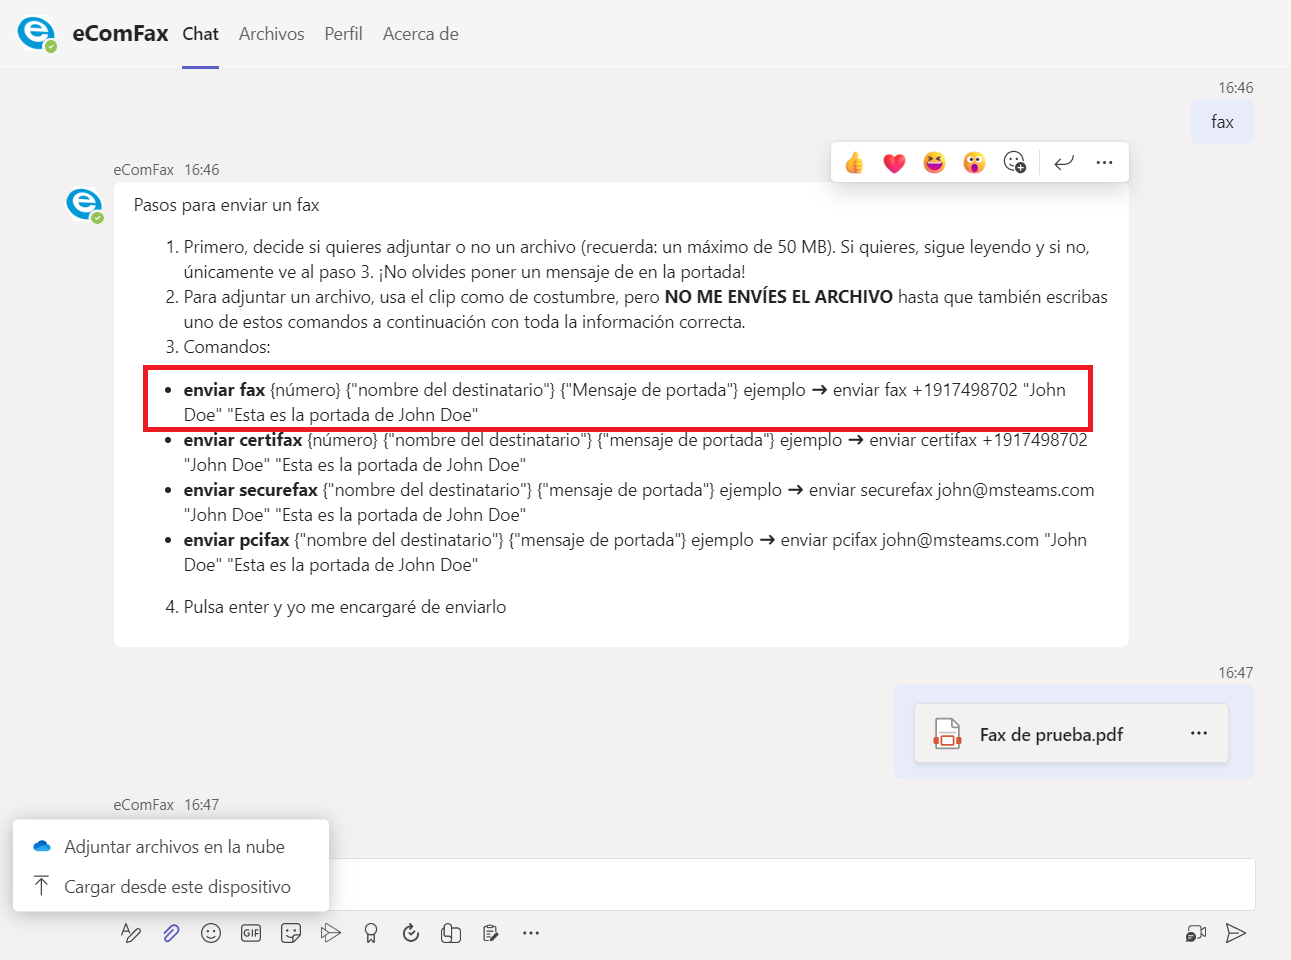 eComFax Chat Archivos Perfil Acerca de
16:46
fax
eComFax 16:46
Pasos para enviar un fax
1. Primero, decide si quieres adjuntar o no un archivo (recuerda: un máximo de 50 MB). Si quieres, sigue leyendo y si no,
únicamente ve al paso 3. ¡No olvides poner un mensaje de en la portada!
2. Para adjuntar un archivo, usa el clip como de costumbre, pero NO ME ENVÍES EL ARCHIVO hasta que también escribas
uno de estos comandos a continuación con toda la información correcta.
3. Comandos:
• enviar fax {número} {"nombre del destinatario"} {"Mensaje de portada"} ejemplo ➔ enviar fax +1917498702 "John
Doe" "Esta es la portada de John Doe"
• enviar certifax {número} {"nombre del destinatario"} {"mensaje de portada"} ejemplo ➔ enviar certifax +1917498702
"John Doe" "Esta es la portada de John Doe"
• enviar securefax {"nombre del destinatario"} {"mensaje de portada"} ejemplo ➔ enviar securefax john@msteams.com
"John Doe" "Esta es la portada de John Doe"
• enviar pcifax {"nombre del destinatario"} {"mensaje de portada"} ejemplo ➔ enviar pcifax john@msteams.com "John
Doe" "Esta es la portada de John Doe"
4. Pulsa enter y yo me encargaré de enviarlo
16:47
Fax de prueba.pdf
eComFax 16:47
Adjuntar archivos en la nube
Cargar desde este dispositivo
GIF